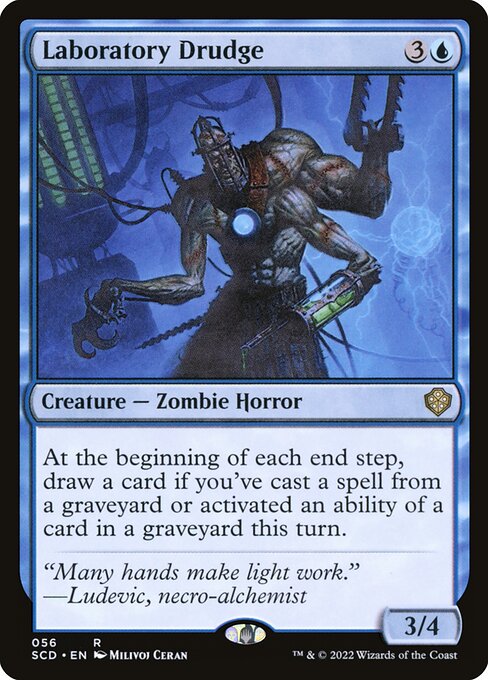 Laboratory Drudge 3
Creature — Zombie Horror
At the beginning of each end step,
draw a card if you've cast a spell from
a graveyard or activated an ability of a
card in a graveyard this turn.
“Many hands make light work.”
—Ludevic, necro-alchemist
3/4
056 R
SCD • EN Milivoj Ceran ™ & © 2022 Wizards of the Coast